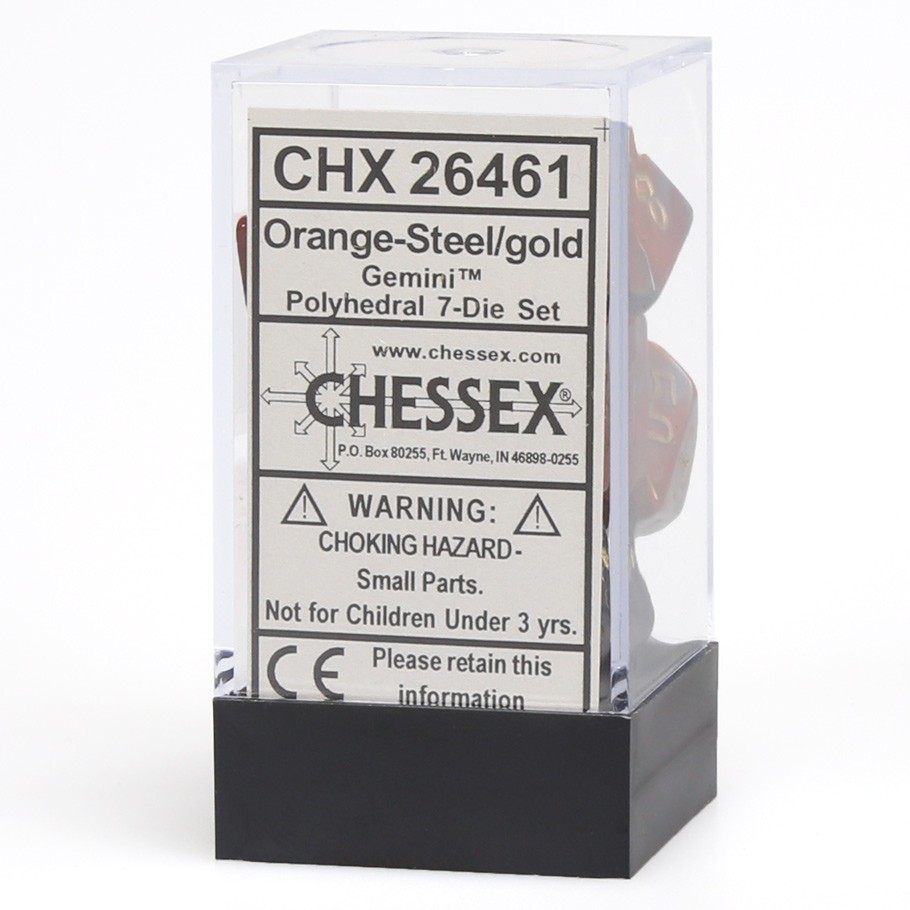 CHX 26461
Orange-Steel/gold
Gemini™
Polyhedral 7-Die Set
www.chessex.com
CHESSEX®
P.O. Box 80255, Ft. Wayne, IN 46898-0255
WARNING:
CHOKING HAZARD-
Small Parts.
Not for Children Under 3 yrs.
CE Please retain this
information
8